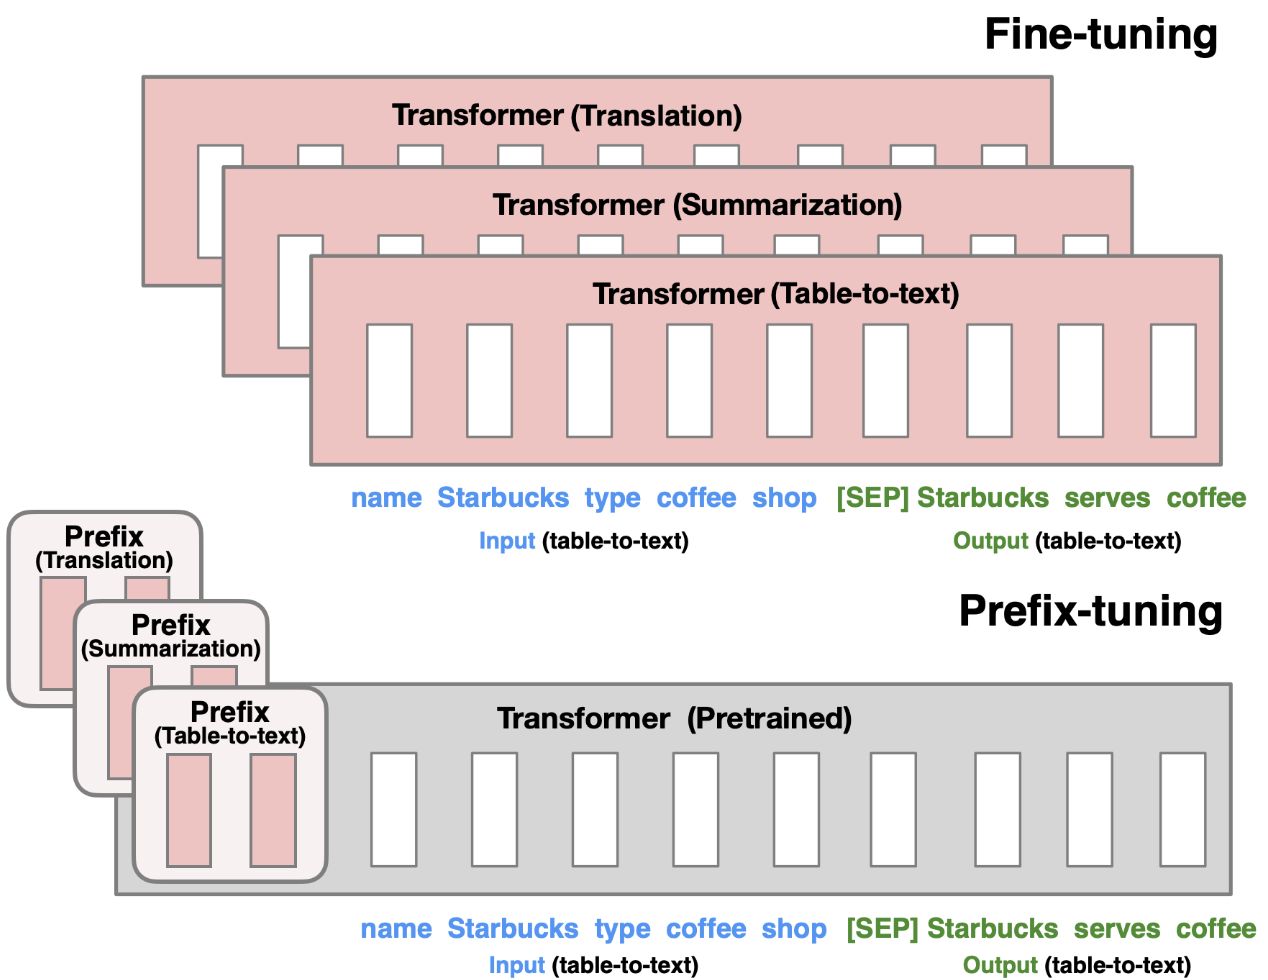 Fine-tuning
Transformer (Translation)
Transformer (Summarization)
Transformer (Table-to-text)
name Starbucks type coffee shop [SEP] Starbucks serves coffee
Input (table-to-text) Output (table-to-text)
Prefix
(Translation)
Prefix-tuning
Prefix
(Summarization)
Prefix
(Table-to-text)
Transformer (Pretrained)
name Starbucks type coffee shop [SEP] Starbucks serves coffee
Input (table-to-text) Output (table-to-text)